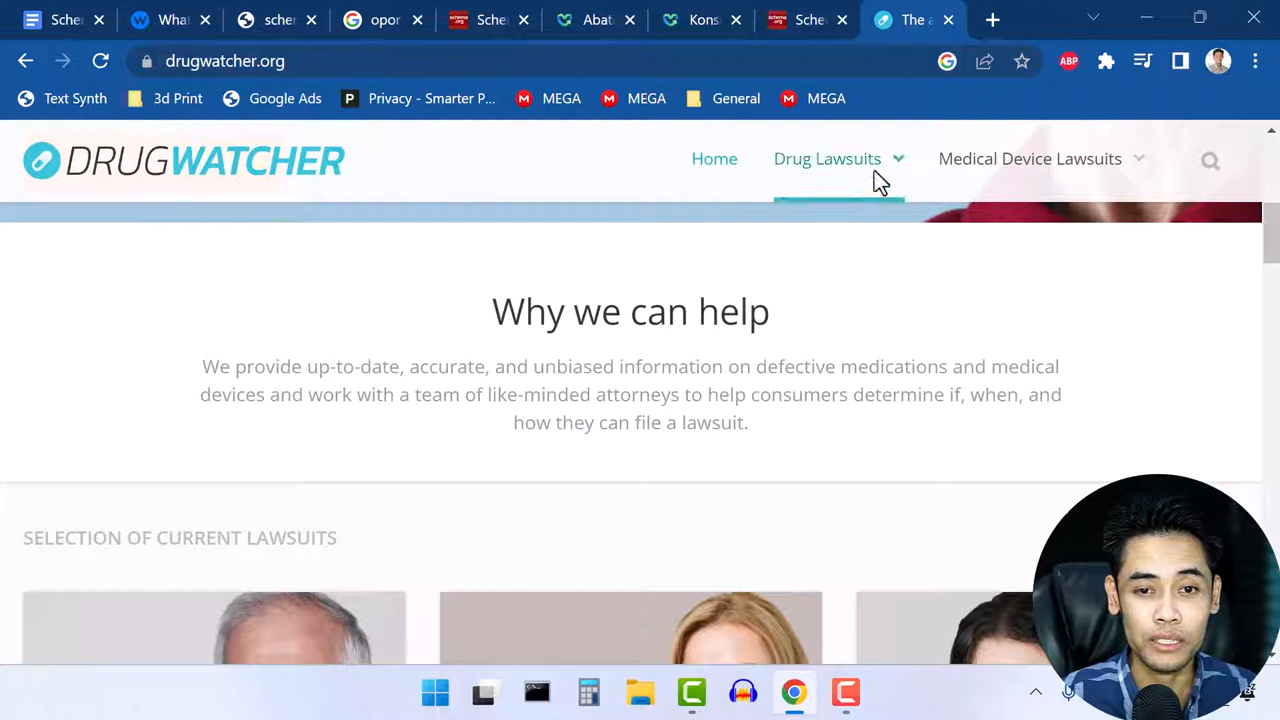 Scher
What
scher
opor
Sche
Abat
Kons
Sche
The a
drugwatcher.org
ABP
Text Synth
3d Print
Google Ads
P
Privacy - Smarter P...
MEGA
MEGA
General
MEGA
DRUGWATCHER
Home
Drug Lawsuits
Medical Device Lawsuits
Why we can help
We provide up-to-date, accurate, and unbiased information on defective medications and medical
devices and work with a team of like-minded attorneys to help consumers determine if, when, and
how they can file a lawsuit.
SELECTION OF CURRENT LAWSUITS